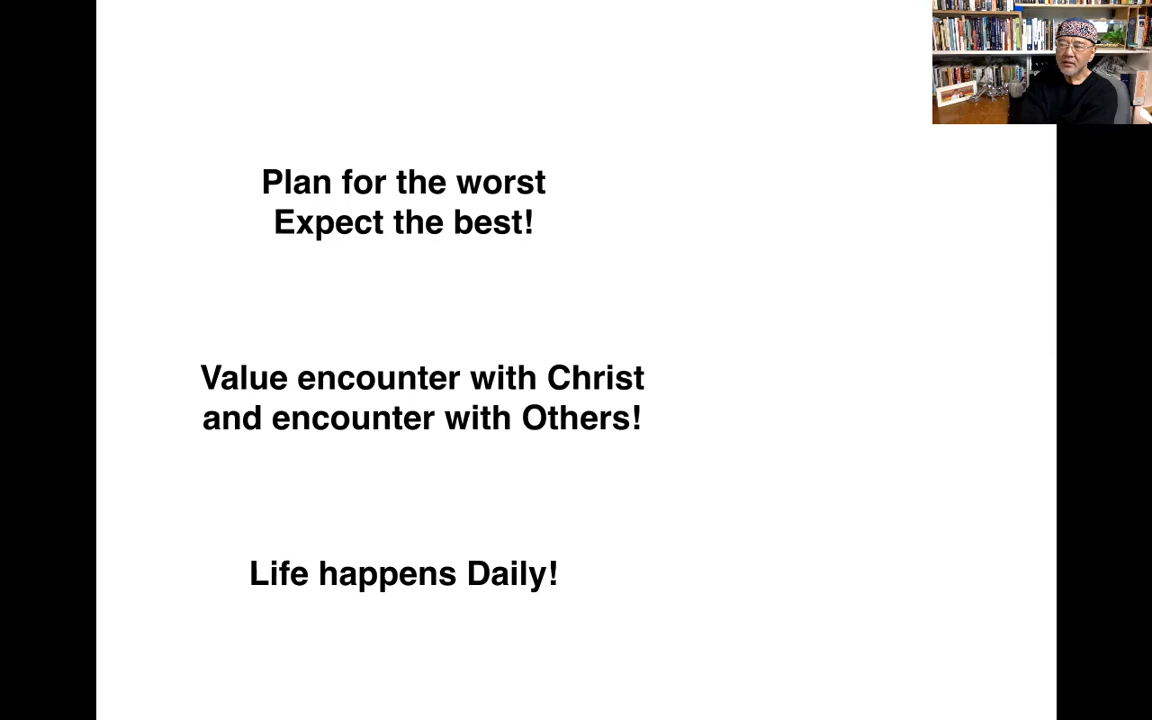 Plan for the worst
Expect the best!
Value encounter with Christ
and encounter with Others!
Life happens Daily!